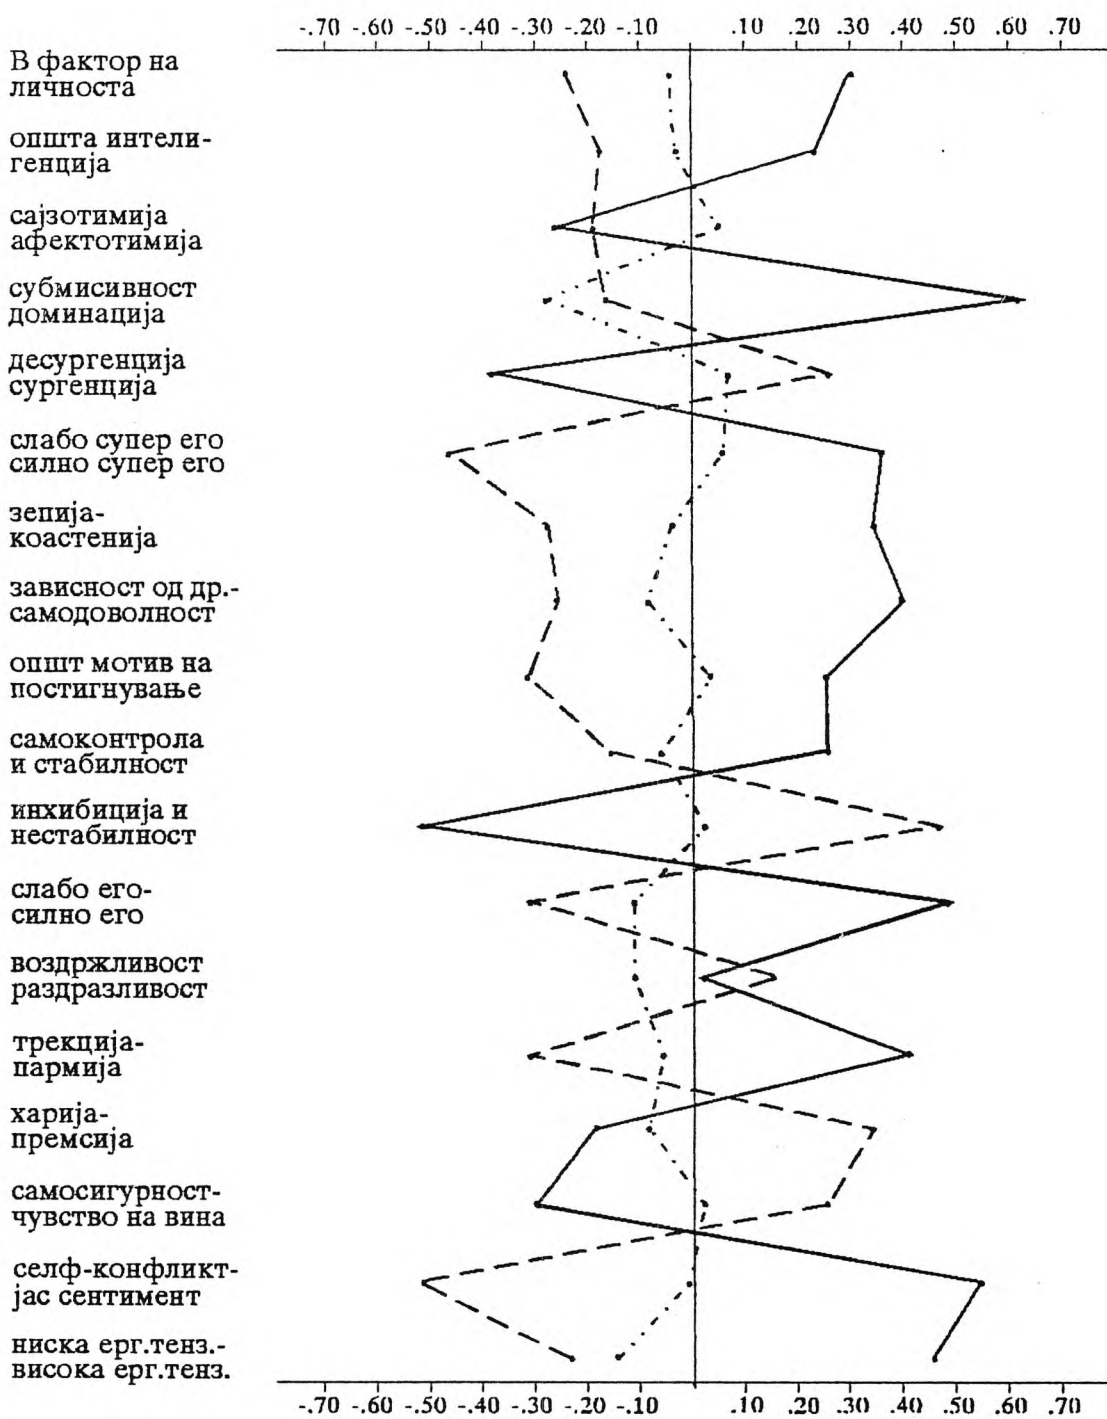 -.70 -.60 -.50 -.40 -.30 -.20 -.10 .10 .20 .30 .40 .50 .60 .70
В фактор на
личноста
општа интели-
генција
сајзотимија
афектотимија
субмисивност
доминација
десургенција
сургенција
слабо супер его
силно супер его
зепија-
коастенија
зависност од др.-
самодоволност
општ мотив на
постигнување
самоконтрола
и стабилност
инхибиција и
нестабилност
слабо его-
силно его
воздржливост
раздразливост
трекција-
пармија
харија-
премсија
самосигурност-
чувство на вина
селф-конфликт-
јас сентимент
ниска ерг.тенз.-
висока ерг.тенз.
-.70 -.60 -.50 -.40 -.30 -.20 -.10 .10 .20 .30 .40 .50 .60 .70